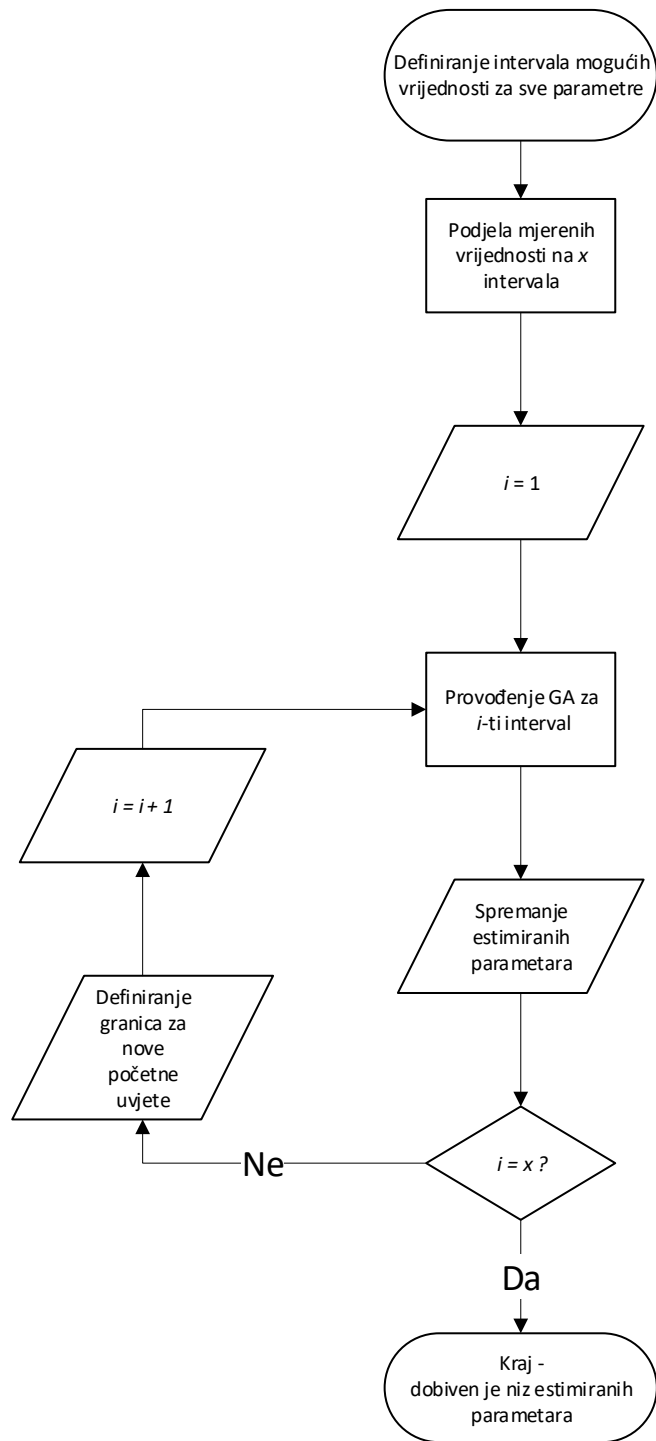 Definiranje intervala mogućih
vrijednosti za sve parametre
Podjela mjerenih
vrijednosti na x
intervala
i = 1
Provođenje GA za
i-ti interval
i = i + 1
Spremanje
estimiranih
parametara
Definiranje
granica za
nove
početne
uvjete
Ne
i = x ?
Da
Kraj -
dobiven je niz estimiranih
parametara